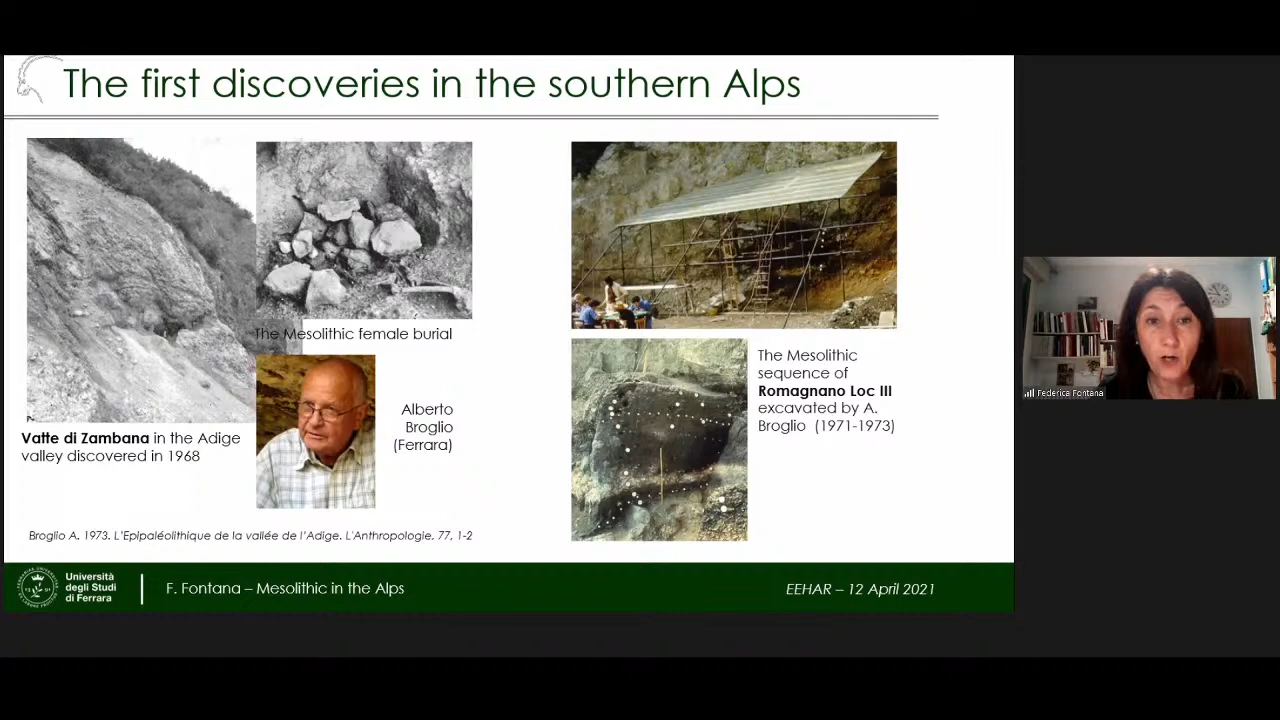 The first discoveries in the southern Alps
The Mesolithic female burial
Vatte di Zambana in the Adige
valley discovered in 1968
Alberto
Broglio
(Ferrara)
Broglio A. 1973. L'Epipaléolithique de la vallée de l'Adige. L'Anthropologie, 77, 1-2
The Mesolithic
sequence of
Romagnano Loc III
excavated by A.
Broglio (1971-1973)
Università
degli Studi
di Ferrara
F. Fontana – Mesolithic in the Alps
EEHAR – 12 April 2021
Federica Fontana